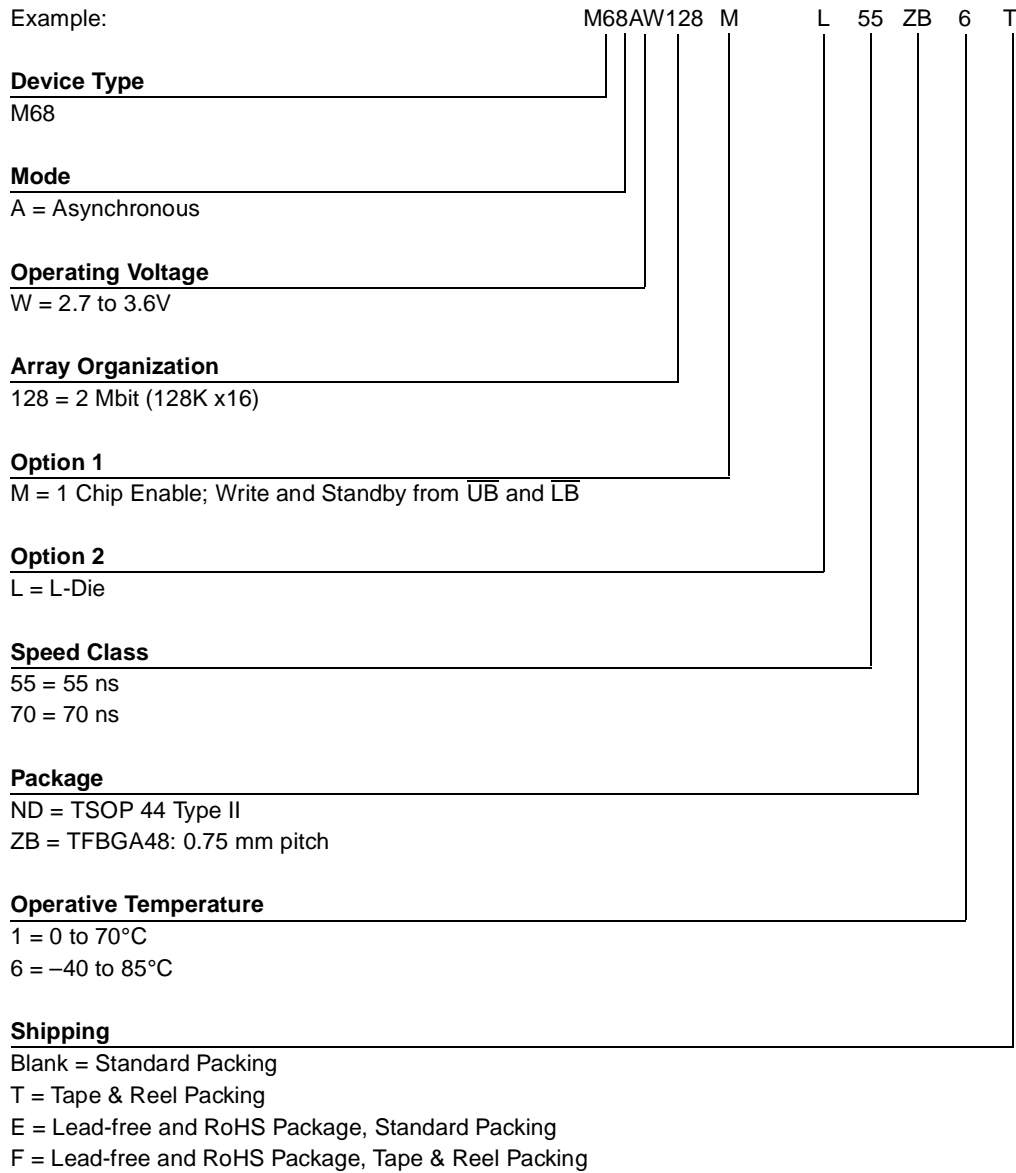 Example: M68AW128 M L 55 ZB 6 T
Device Type
M68
Mode
A = Asynchronous
Operating Voltage
W = 2.7 to 3.6V
Array Organization
128 = 2 Mbit (128K x16)
Option 1
M = 1 Chip Enable; Write and Standby from U̅B̅ and L̅B̅
Option 2
L = L-Die
Speed Class
55 = 55 ns
70 = 70 ns
Package
ND = TSOP 44 Type II
ZB = TFBGA48: 0.75 mm pitch
Operative Temperature
1 = 0 to 70°C
6 = –40 to 85°C
Shipping
Blank = Standard Packing
T = Tape & Reel Packing
E = Lead-free and RoHS Package, Standard Packing
F = Lead-free and RoHS Package, Tape & Reel Packing